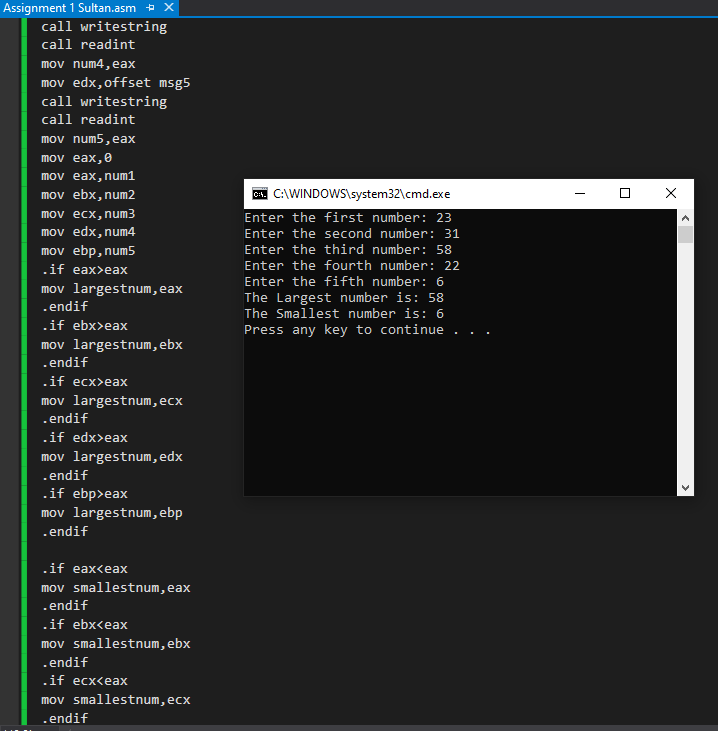 Assignment 1 Sultan.asm
call writestring
call readint
mov num4,eax
mov edx,offset msg5
call writestring
call readint
mov num5,eax
mov eax,0
mov eax,num1
mov ebx,num2
mov ecx,num3
mov edx,num4
mov ebp,num5
.if eax>eax
mov largestnum,eax
.endif
.if ebx>eax
mov largestnum,ebx
.endif
.if ecx>eax
mov largestnum,ecx
.endif
.if edx>eax
mov largestnum,edx
.endif
.if ebp>eax
mov largestnum,ebp
.endif
.if eax<eax
mov smallestnum,eax
.endif
.if ebx<eax
mov smallestnum,ebx
.endif
.if ecx<eax
mov smallestnum,ecx
.endif
C:\WINDOWS\system32\cmd.exe
Enter the first number: 23
Enter the second number: 31
Enter the third number: 58
Enter the fourth number: 22
Enter the fifth number: 6
The Largest number is: 58
The Smallest number is: 6
Press any key to continue . . .